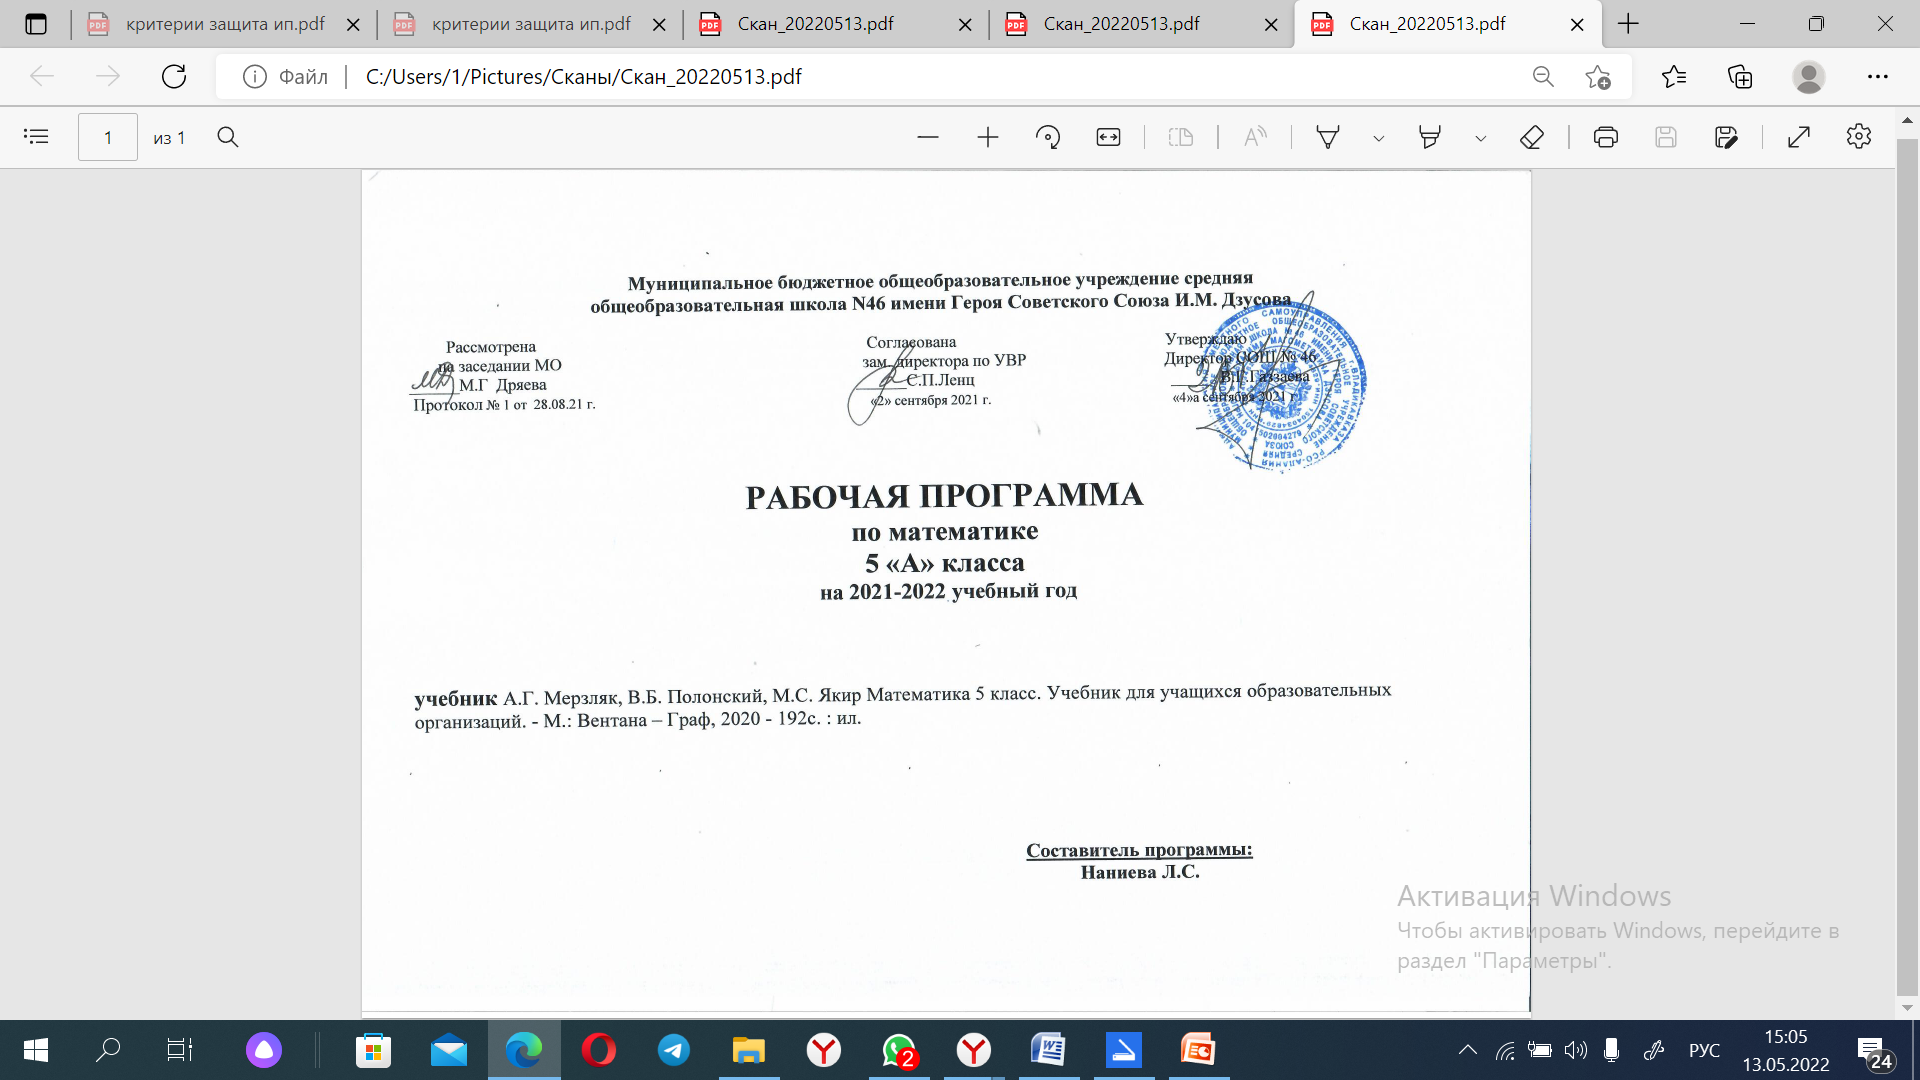 критерии защита ип.pdf
критерии защита ип.pdf
Скан_20220513.pdf
Скан_20220513.pdf
Скан_20220513.pdf
Файл
C:/Users/1/Pictures/Сканы/Скан_20220513.pdf
1
из 1
Муниципальное бюджетное общеобразовательное учреждение средняя
общеобразовательная школа N46 имени Героя Советского Союза И.М. Дзусова
Рассмотрена
на заседании МО
М.Г Дряева
Протокол № 1 от 28.08.21 г.
Согласована
зам. директора по УВР
С.П.Ленц
«2» сентября 2021 г.
Утверждаю
Директор СОШ № 46
Газзаева
«4»а сентября 2021 г.
РАБОЧАЯ ПРОГРАММА
по математике
5 «А» класса
на 2021-2022 учебный год
учебник А.Г. Мерзляк, В.Б. Полонский, М.С. Якир Математика 5 класс. Учебник для учащихся образовательных
организаций. - М.: Вентана – Граф, 2020 - 192с. : ил.
Составитель программы:
Наниева Л.С.
Активация Windows
Чтобы активировать Windows, перейдите в
раздел "Параметры".
2
РУС
15:05
13.05.2022
24